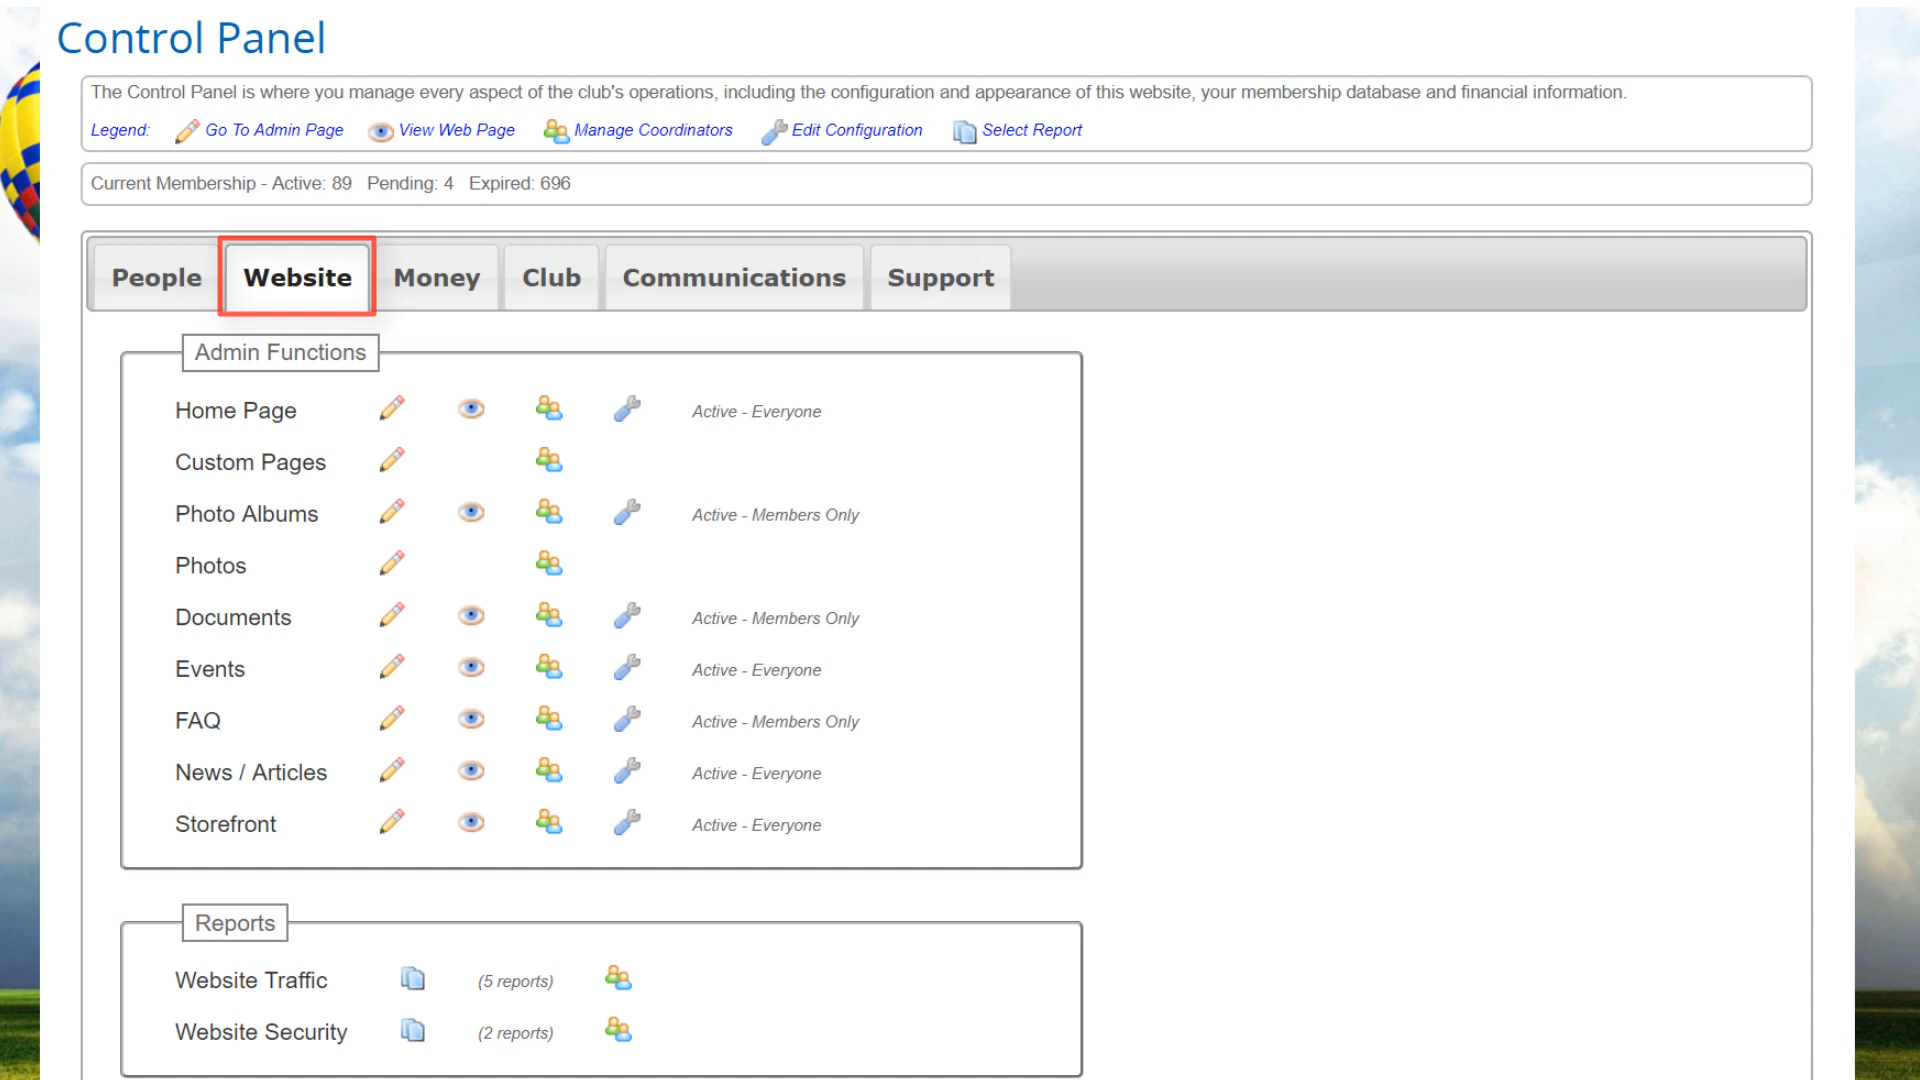 Control Panel
The Control Panel is where you manage every aspect of the club's operations, including the configuration and appearance of this website, your membership database and financial information.
Legend: Go To Admin Page View Web Page Manage Coordinators Edit Configuration Select Report
Current Membership - Active: 89 Pending: 4 Expired: 696
People Website Money Club Communications Support
Admin Functions
Home Page Active - Everyone
Custom Pages
Photo Albums Active - Members Only
Photos
Documents Active - Members Only
Events Active - Everyone
FAQ Active - Members Only
News / Articles Active - Everyone
Storefront Active - Everyone
Reports
Website Traffic (5 reports)
Website Security (2 reports)